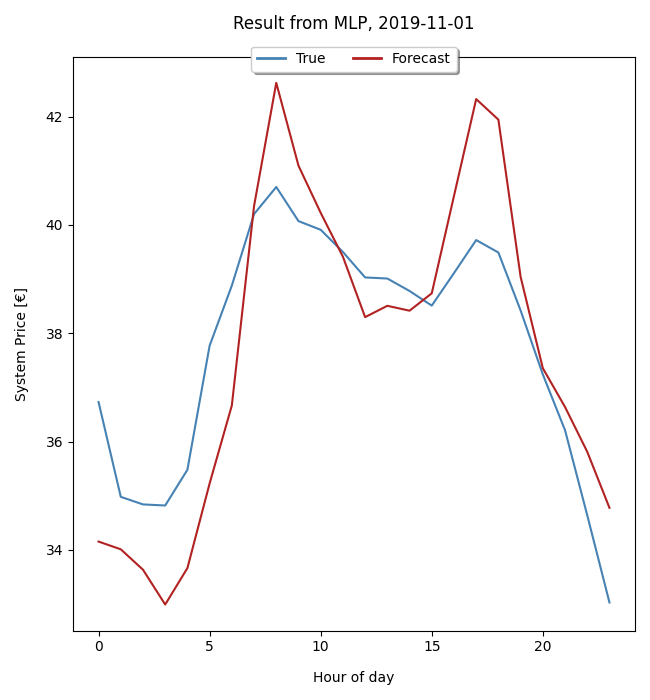 Result from MLP, 2019-11-01
True Forecast
42
40
38
36
34
System Price [€]
0 5 10 15 20
Hour of day